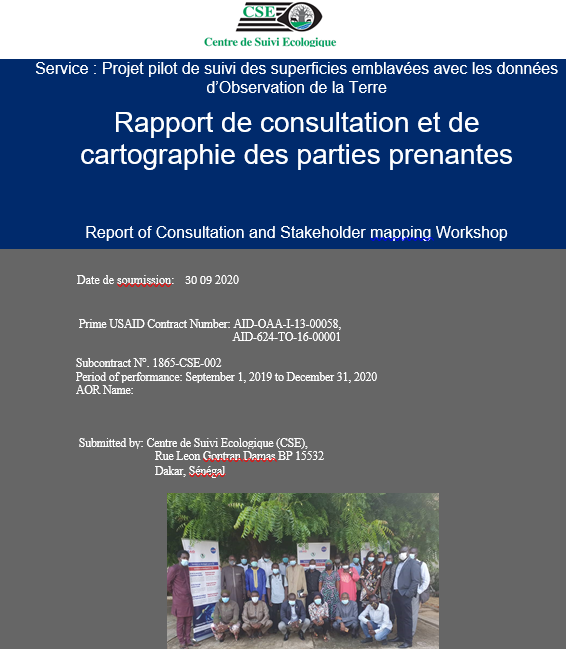 CSE
Centre de Suivi Ecologique
Service : Projet pilot de suivi des superficies emblavées avec les données
d'Observation de la Terre
Rapport de consultation et de
cartographie des parties prenantes
Report of Consultation and Stakeholder mapping Workshop
Date de soumission: 30 09 2020
Prime USAID Contract Number: AID-OAA-I-13-00058,
AID-624-TO-16-00001
Subcontract N°. 1865-CSE-002
Period of performance: September 1, 2019 to December 31, 2020
AOR Name:
Submitted by: Centre de Suivi Ecologique (CSE),
Rue Leon Gontran Damas BP 15532
Dakar, Sénégal